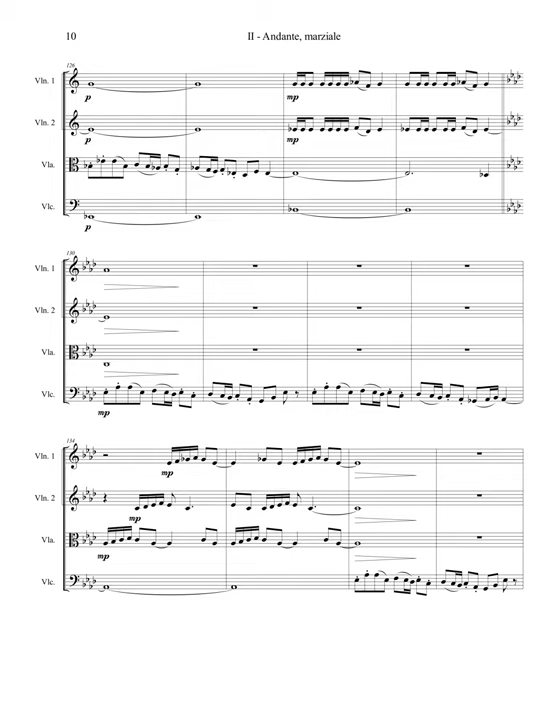 10
II - Andante, marziale
126
Vln. 1
p
mp
Vln. 2
p
mp
Vla.
Vlc.
p
130
Vln. 1
Vln. 2
Vla.
Vlc.
mp
134
Vln. 1
mp
Vln. 2
mp
Vla.
mp
Vlc.